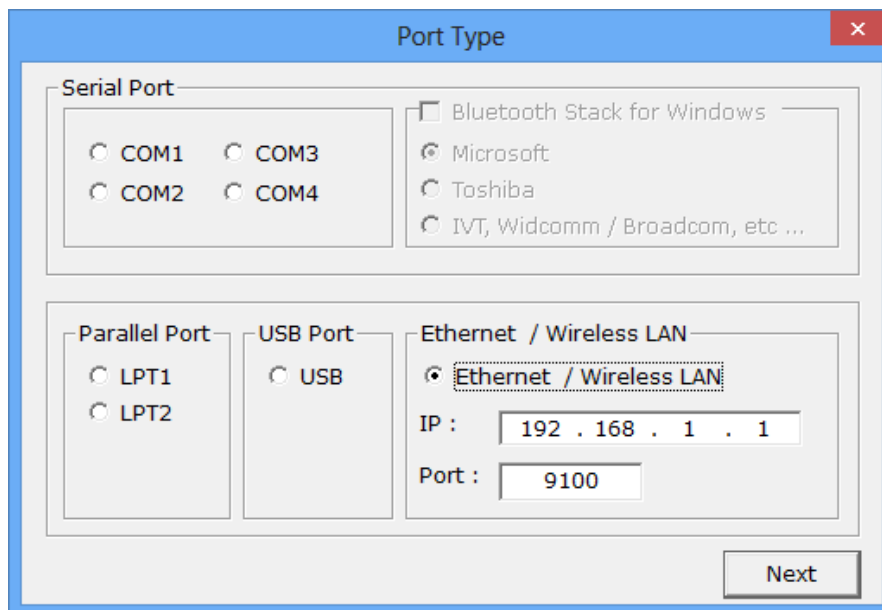 Port Type
Serial Port
COM1 COM3
COM2 COM4
Bluetooth Stack for Windows
Microsoft
Toshiba
IVT, Widcomm / Broadcom, etc ...
Parallel Port
LPT1
LPT2
USB Port
USB
Ethernet / Wireless LAN
Ethernet / Wireless LAN
IP : 192 . 168 . 1 . 1
Port : 9100
Next